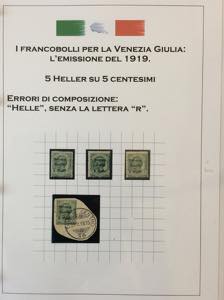 I francobolli per la Venezia Giulia:
l'emissione del 1919.
5 Heller su 5 centesimi
Errori di composizione:
"Helle", senza la lettera "r".